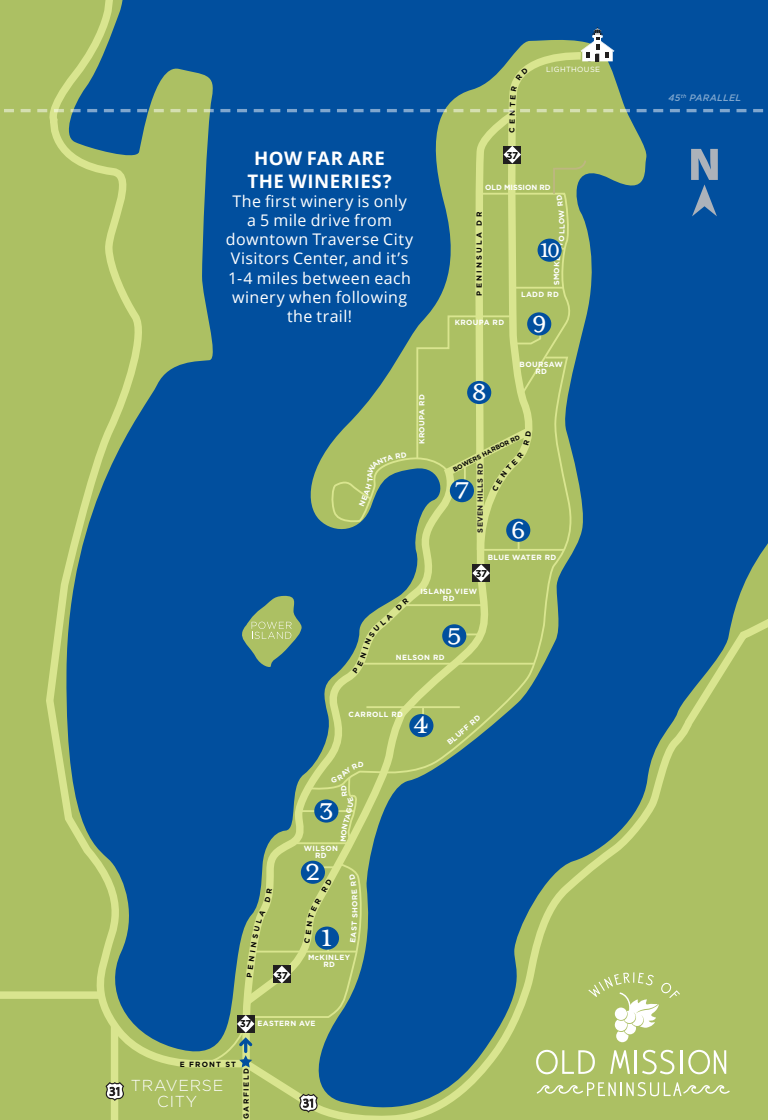 LIGHTHOUSE
45th PARALLEL
CENTER RD
37
N
HOW FAR ARE
THE WINERIES?
The first winery is only
a 5 mile drive from
downtown Traverse City
Visitors Center, and it's
1-4 miles between each
winery when following
the trail!
OLD MISSION RD
PENINSULA DR
10
LADD RD
KROUPA RD
9
BOURSAW
RD
8
KROUPA RD
BOWERS HARBOR RD
CENTER RD
NEAH TAWANTA RD
7
SEVEN HILLS RD
6
BLUE WATER RD
37
ISLAND VIEW
RD
PENINSULA DR
POWER
ISLAND
5
NELSON RD
CARROLL RD
4
BLUFF RD
GRAY RD
3
MONTAGUE RD
WILSON
RD
2
PENINSULA DR
CENTER RD
EAST SHORE RD
1
McKINLEY
RD
37
37
EASTERN AVE
E FRONT ST
GARFIELD
31
TRAVERSE
CITY
31
WINERIES OF
OLD MISSION
PENINSULA